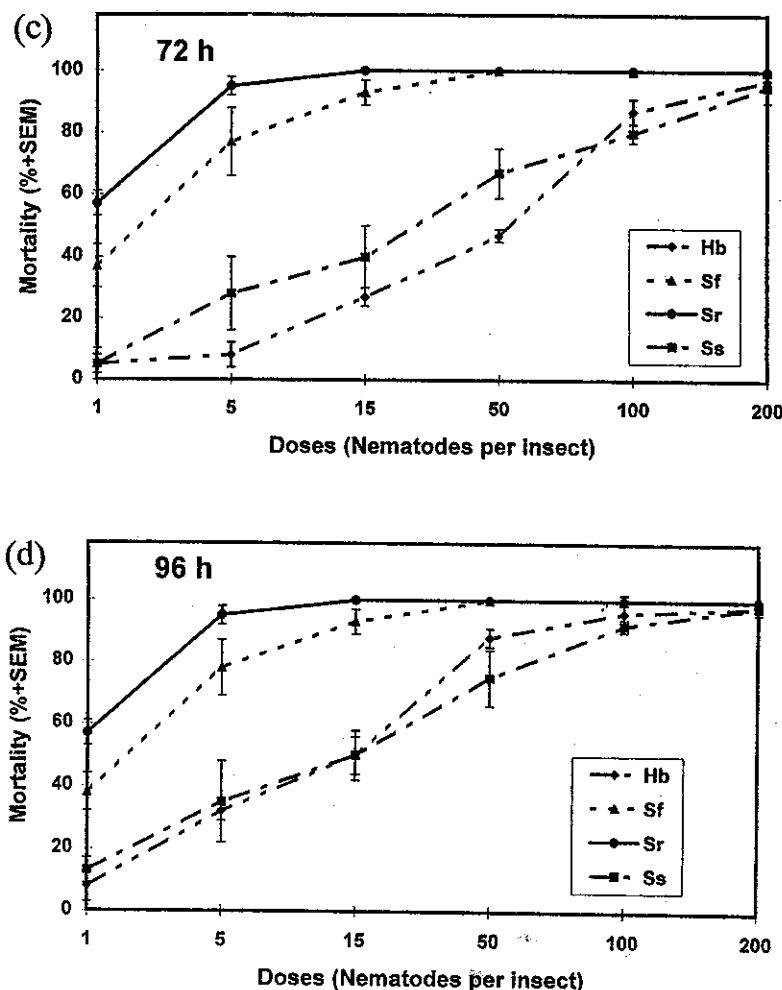 (c)
72 h
100
80
60
40
20
0
Mortality (%+SEM)
Hb
Sf
Sr
Ss
1 5 15 50 100 200
Doses (Nematodes per insect)
(d)
96 h
100
80
60
40
20
0
Mortality (%+SEM)
Hb
Sf
Sr
Ss
1 5 15 50 100 200
Doses (Nematodes per insect)